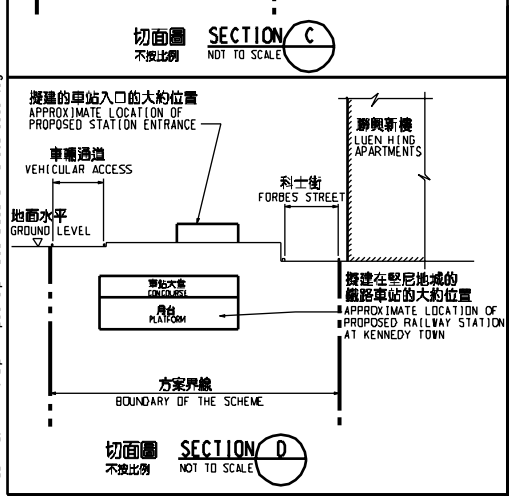 切面圖 SECTION C
不按比例 NOT TO SCALE
擬建的車站入口的大約位置
APPROXIMATE LOCATION OF
PROPOSED STATION ENTRANCE
聯興新樓
LUEN HING
APARTMENTS
車輛通道
VEHICULAR ACCESS
科士街
FORBES STREET
地面水平
GROUND LEVEL
車站大堂
CONCOURSE
月台
PLATFORM
擬建在堅尼地城的
鐵路車站的大約位置
APPROXIMATE LOCATION OF
PROPOSED RAILWAY STATION
AT KENNEDY TOWN
方案界線
BOUNDARY OF THE SCHEME
切面圖 SECTION D
不按比例 NOT TO SCALE